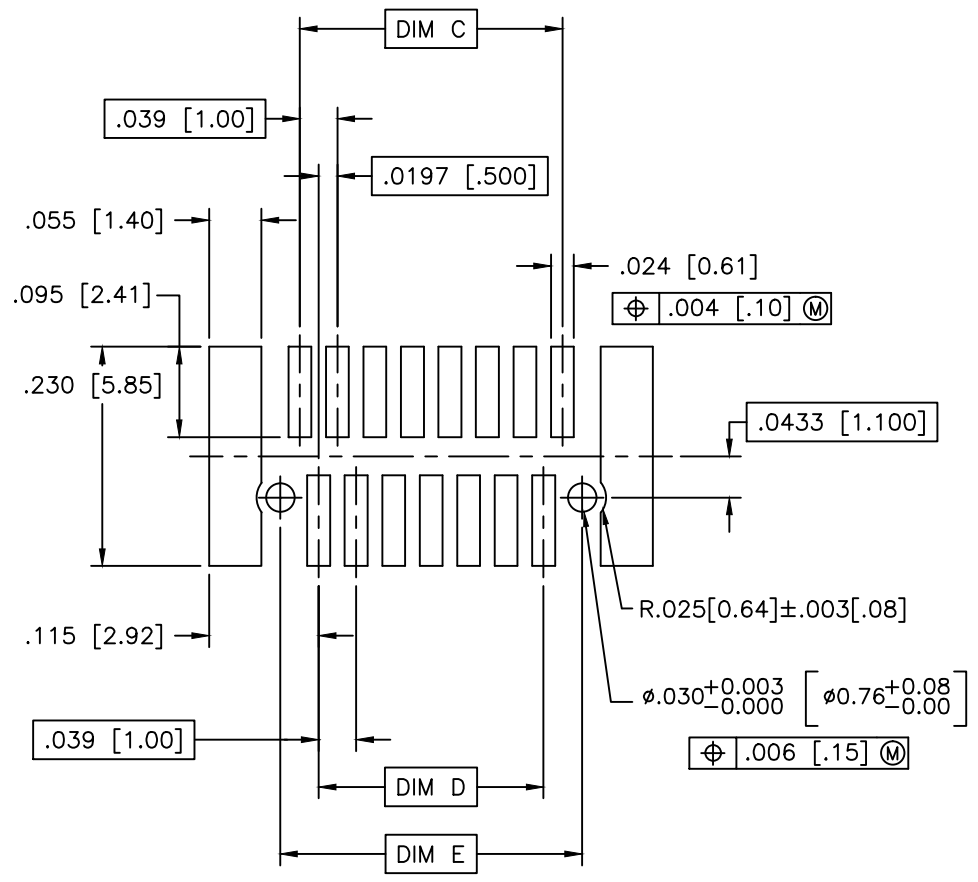 DIM C
.039 [1.00]
.0197 [.500]
.055 [1.40]
.024 [0.61]
.095 [2.41]
⌖ .004 [.10] Ⓜ
.230 [5.85]
.0433 [1.100]
R.025[0.64]±.003[.08]
.115 [2.92]
ø.030+0.003 -0.000 [ø0.76+0.08 -0.00]
.039 [1.00]
⌖ .006 [.15] Ⓜ
DIM D
DIM E